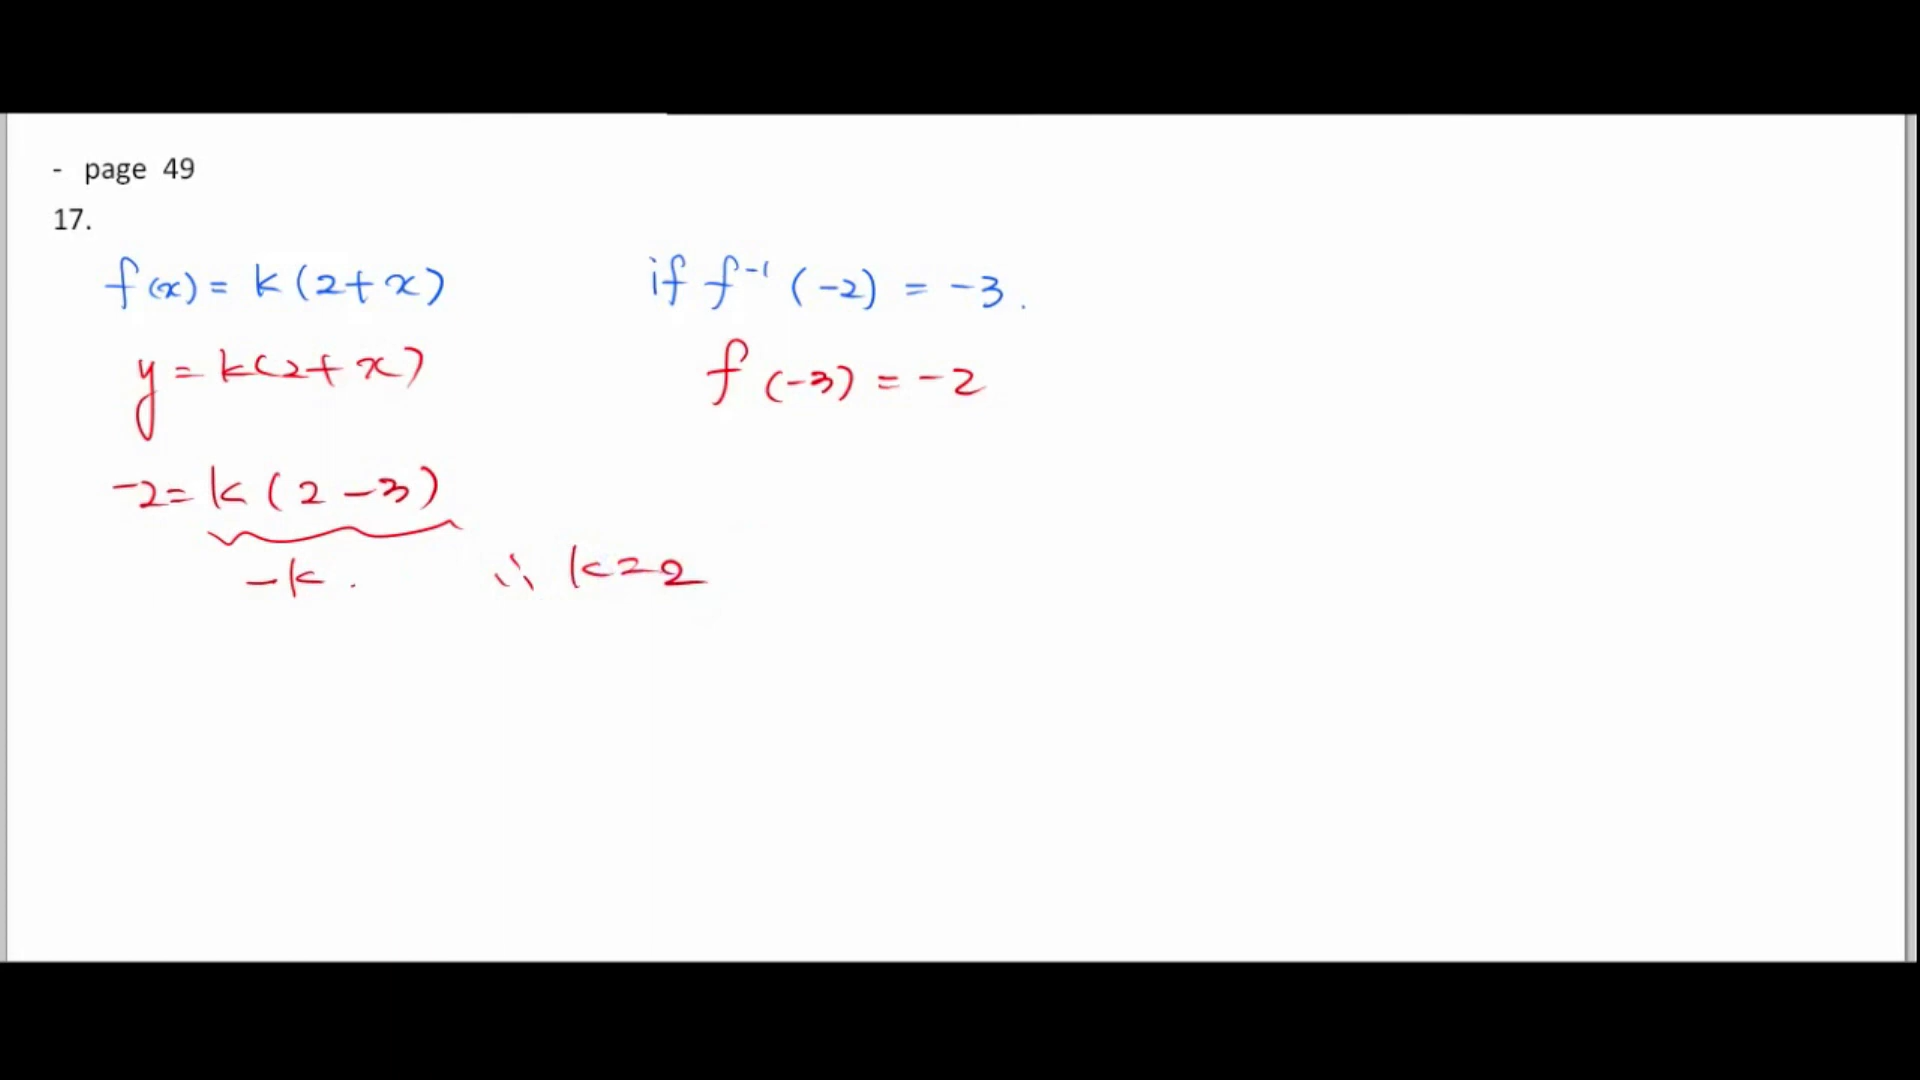 - page 49
17.
f(x) = k(2+x)
if f⁻¹(-2) = -3.
y = k(2+x)
f(-3) = -2
-2 = k(2-3)
-k.
∴ k=2